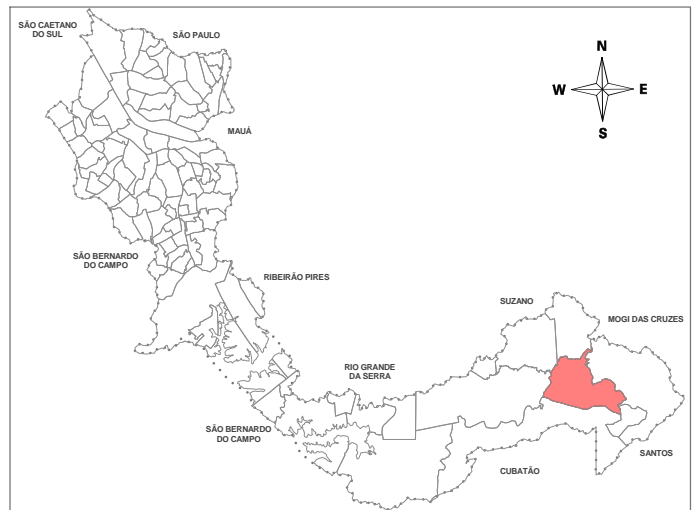 SÃO CAETANO
DO SUL
SÃO PAULO
N
W
E
S
MAUÁ
SÃO BERNARDO
DO CAMPO
RIBEIRÃO PIRES
SUZANO
MOGI DAS CRUZES
RIO GRANDE
DA SERRA
SÃO BERNARDO
DO CAMPO
SANTOS
CUBATÃO